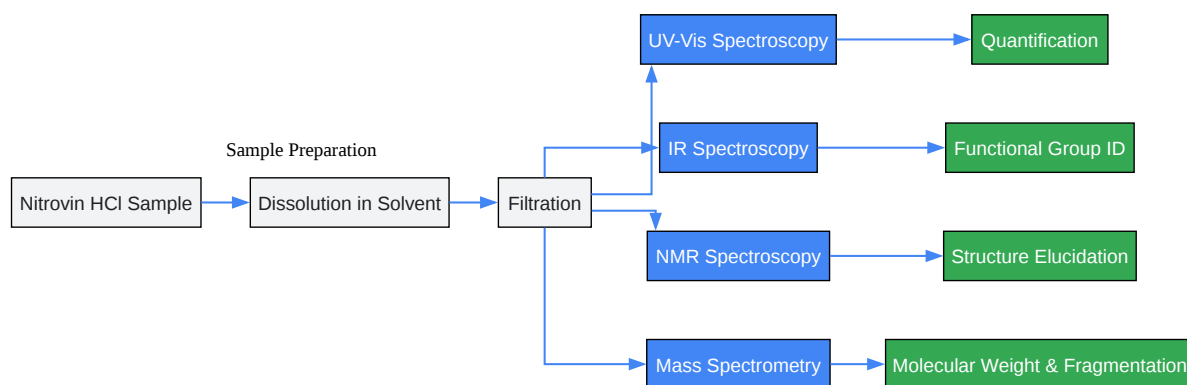 UV-Vis Spectroscopy
Quantification
Sample Preparation
IR Spectroscopy
Functional Group ID
Nitrovin HCl Sample
Dissolution in Solvent
Filtration
NMR Spectroscopy
Structure Elucidation
Mass Spectrometry
Molecular Weight & Fragmentation